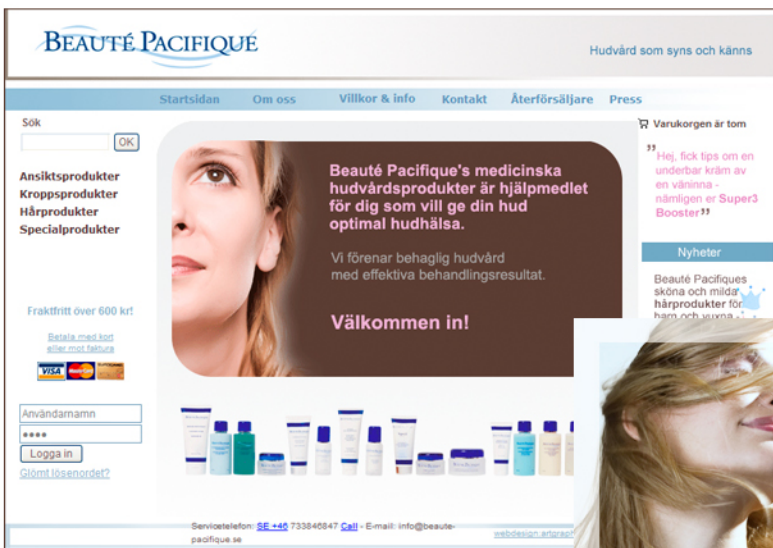 BEAUTÉ PACIFIQUE
Hudvård som syns och känns
Startsidan Om oss Villkor & info Kontakt Återförsäljare Press
Sök
OK
Ansiktsprodukter
Kroppsprodukter
Hårprodukter
Specialprodukter
Fraktfritt över 600 kr!
Betala med kort
eller mot faktura
VISA MasterCard
Användarnamn
••••
Logga in
Glömt lösenordet?
Beauté Pacifique's medicinska
hudvårdsprodukter är hjälpmedlet
för dig som vill ge din hud
optimal hudhälsa.
Vi förenar behaglig hudvård
med effektiva behandlingsresultat.
Välkommen in!
Varukorgen är tom
"Hej, fick tips om en
underbar kräm av
en väninna -
nämligen er Super3
Booster"
Nyheter
Beauté Pacifiques
sköna och milda
hårprodukter för
barn och vuxna -
Servicetelefon: SE +46 733846847 Call - E-mail: info@beaute-
pacifique.se
webdesign: